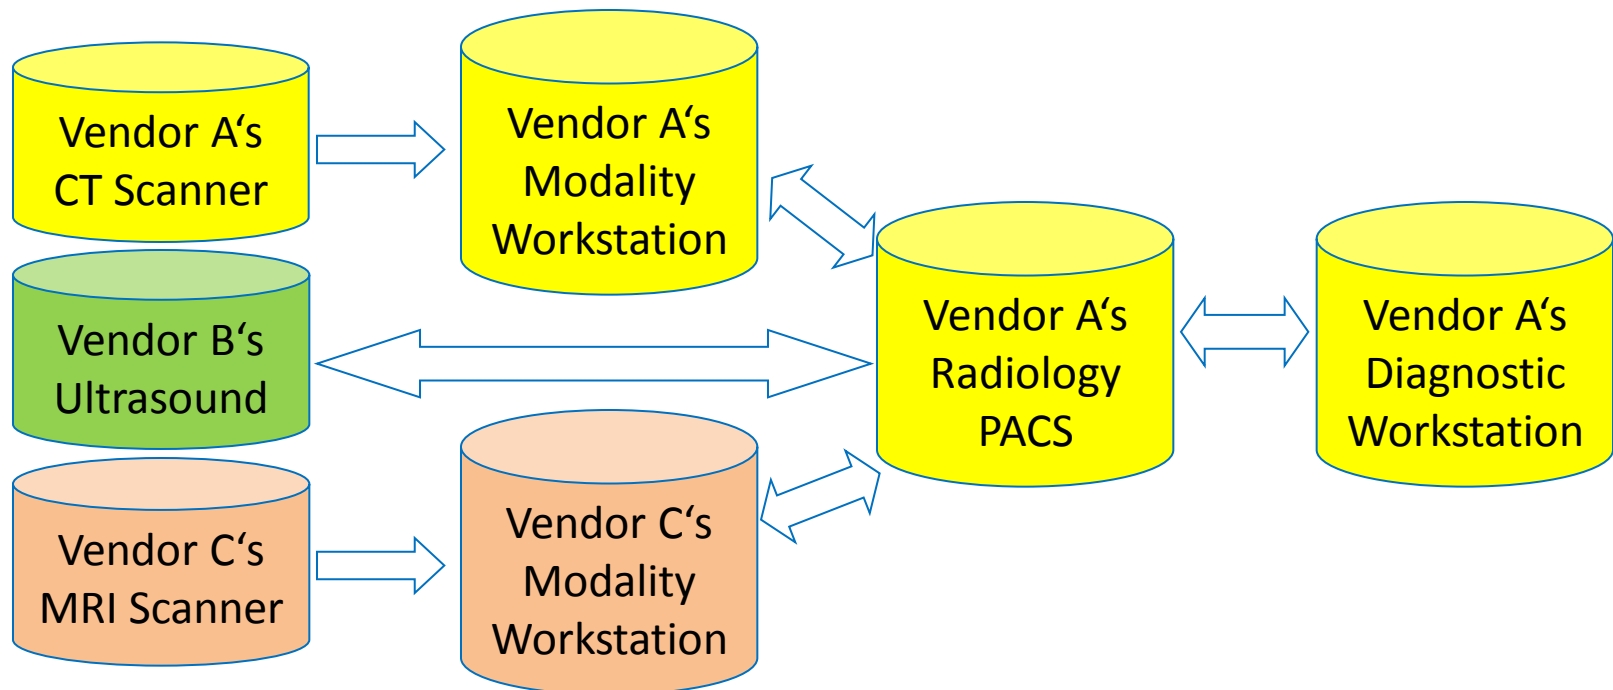 Vendor A‘s
CT Scanner
Vendor A‘s
Modality
Workstation
Vendor B‘s
Ultrasound
Vendor C‘s
MRI Scanner
Vendor C‘s
Modality
Workstation
Vendor A‘s
Radiology
PACS
Vendor A‘s
Diagnostic
Workstation